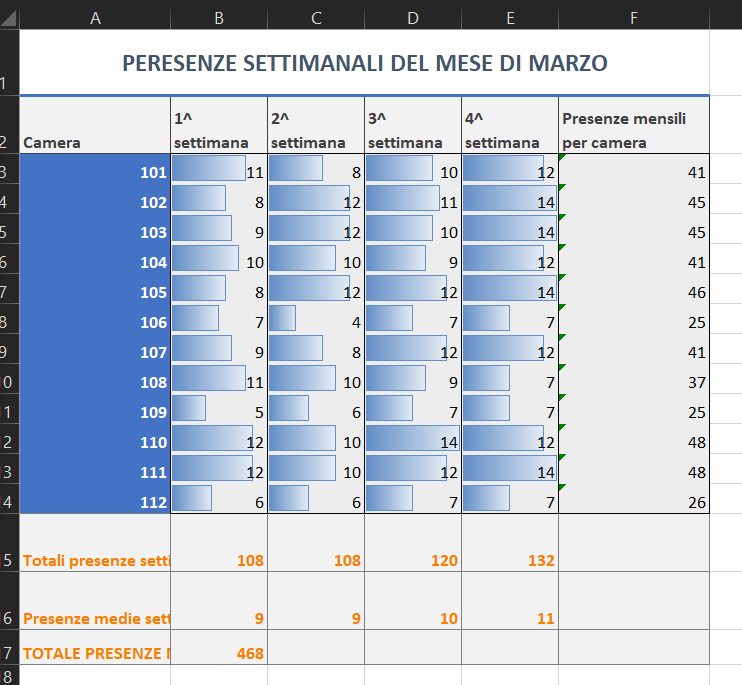 A B C D E F
1 PERESENZE SETTIMANALI DEL MESE DI MARZO
1^ 2^ 3^ 4^ Presenze mensili
2 Camera settimana settimana settimana settimana per camera
3 101 11 8 10 12 41
4 102 8 12 11 14 45
5 103 9 12 10 14 45
6 104 10 10 9 12 41
7 105 8 12 12 14 46
8 106 7 4 7 7 25
9 107 9 8 12 12 41
0 108 11 10 9 7 37
1 109 5 6 7 7 25
2 110 12 10 14 12 48
3 111 12 10 12 14 48
4 112 6 6 7 7 26
5 Totali presenze setti 108 108 120 132
6 Presenze medie sett 9 9 10 11
7 TOTALE PRESENZE 468
8